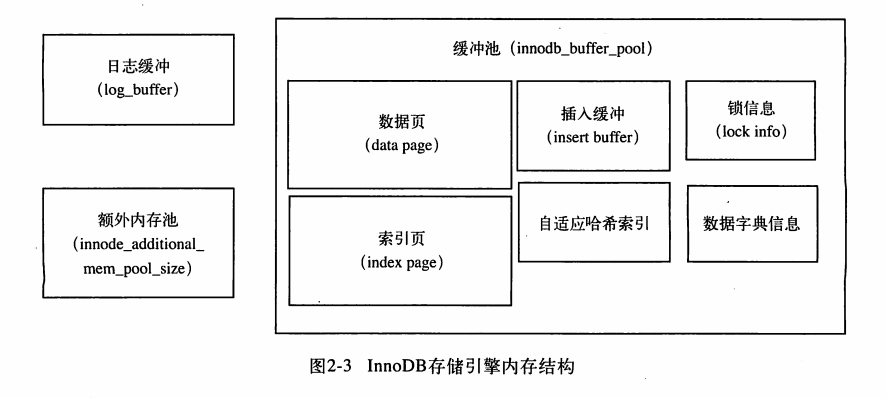 日志缓冲
(log_buffer)
额外内存池
(innode_additional_
mem_pool_size)
缓冲池（innodb_buffer_pool）
数据页
(data page)
索引页
(index page)
插入缓冲
(insert buffer)
自适应哈希索引
锁信息
(lock info)
数据字典信息
图2-3 InnoDB存储引擎内存结构